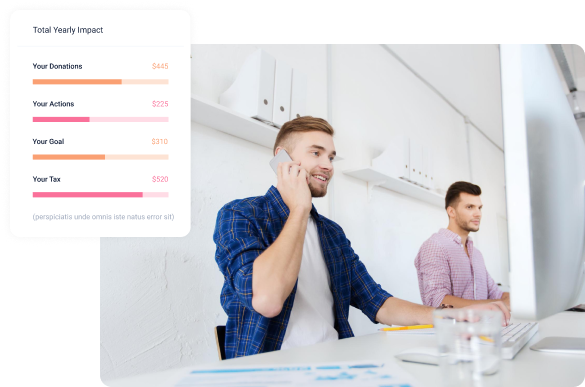 Total Yearly Impact
Your Donations $445
Your Actions $225
Your Goal $310
Your Tax $520
(perspiciatis unde omnis iste natus error sit)